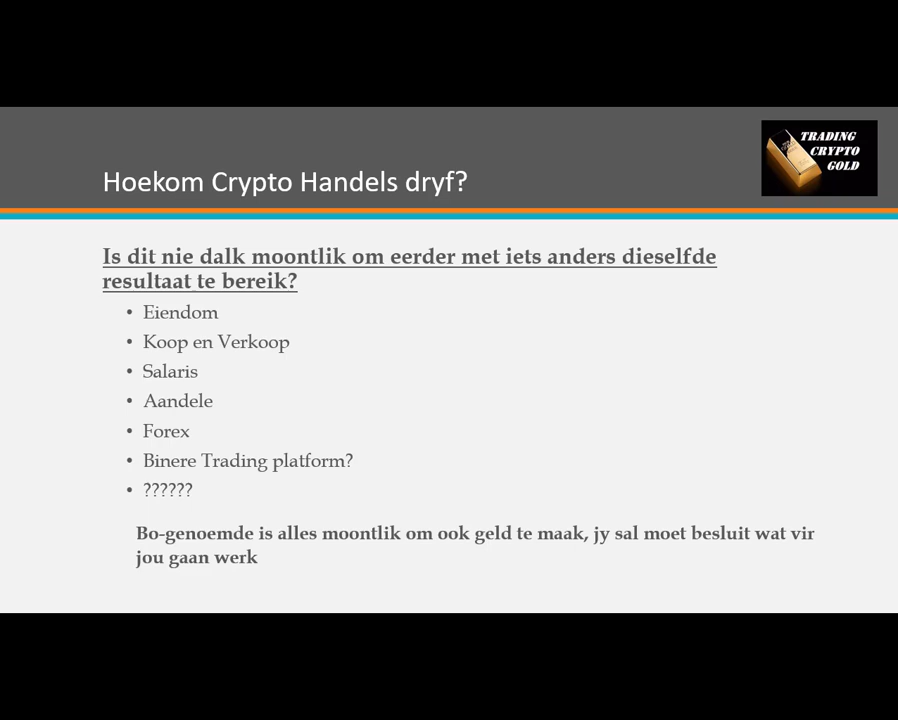 Hoekom Crypto Handels dryf?
TRADING
CRYPTO
GOLD
Is dit nie dalk moontlik om eerder met iets anders dieselfde
resultaat te bereik?
• Eiendom
• Koop en Verkoop
• Salaris
• Aandele
• Forex
• Binere Trading platform?
• ??????
Bo-genoemde is alles moontlik om ook geld te maak, jy sal moet besluit wat vir
jou gaan werk